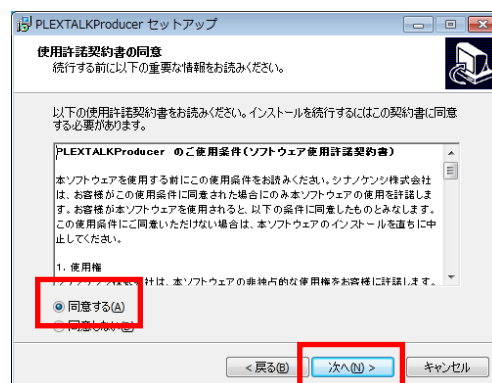 PLEXTALKProducer セットアップ
使用許諾契約書の同意
続行する前に以下の重要な情報をお読みください。
以下の使用許諾契約書をお読みください。インストールを続行するにはこの契約書に同意
する必要があります。
PLEXTALKProducer のご使用条件(ソフトウェア使用許諾契約書)
本ソフトウェアを使用する前にこの使用条件をお読みください。シナノケンシ株式会社
は、お客様がこの使用条件に同意された場合にのみ本ソフトウェアの使用を許諾しま
す。お客様が本ソフトウェアを使用されると、以下の条件に同意したものとみなします。
この使用条件にご同意いただけない場合は、本ソフトウェアのインストールを直ちに中
止してください。
1. 使用権
会社は、本ソフトウェアの非独占的な使用権をお客様に許諾します。
同意する(A)
同意しない(D)
< 戻る(B)
次へ(N) >
キャンセル